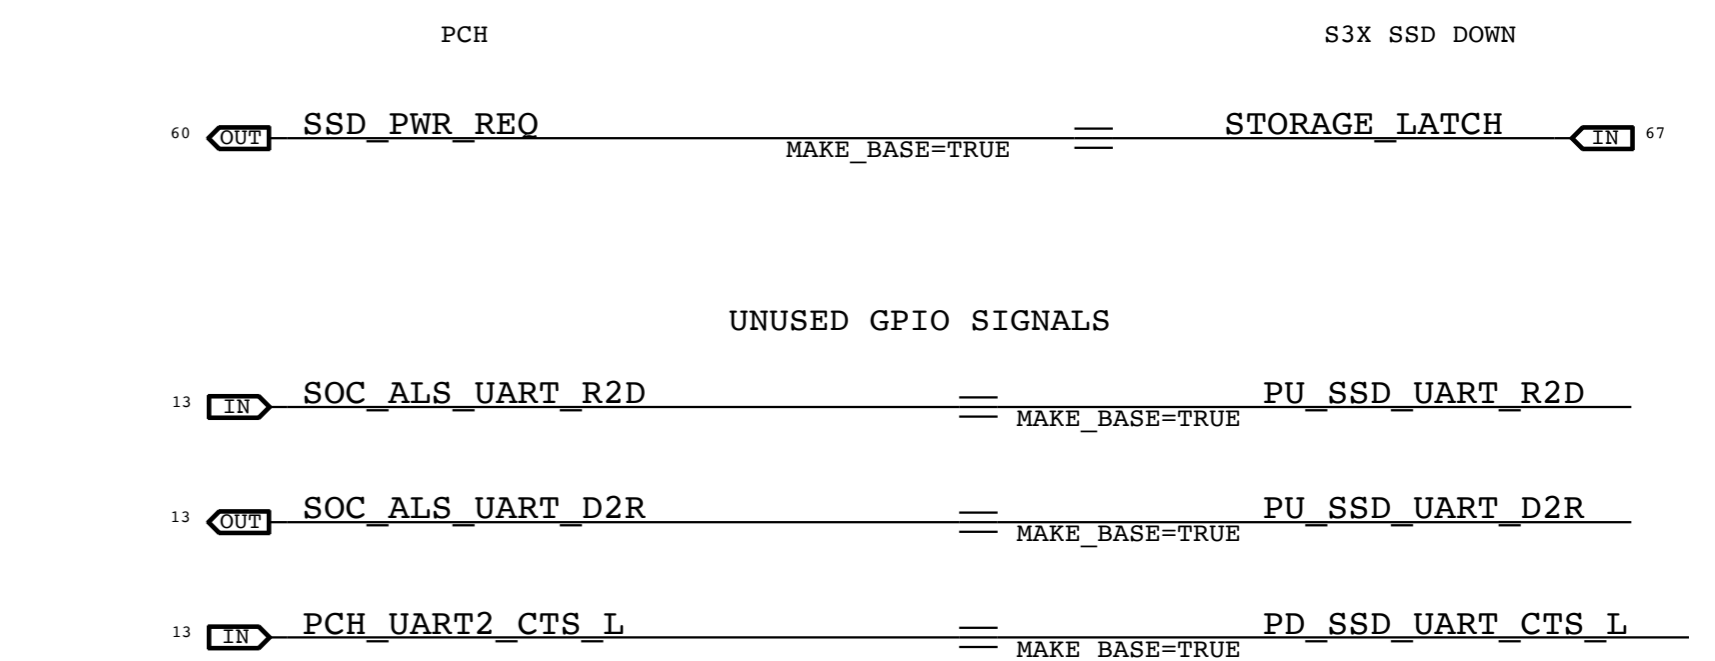 PCH S3X SSD DOWN
60 OUT SSD_PWR_REQ STORAGE_LATCH IN 67
MAKE_BASE=TRUE
UNUSED GPIO SIGNALS
13 IN SOC_ALS_UART_R2D PU_SSD_UART_R2D
MAKE_BASE=TRUE
13 OUT SOC_ALS_UART_D2R PU_SSD_UART_D2R
MAKE_BASE=TRUE
13 IN PCH_UART2_CTS_L PD_SSD_UART_CTS_L
MAKE_BASE=TRUE